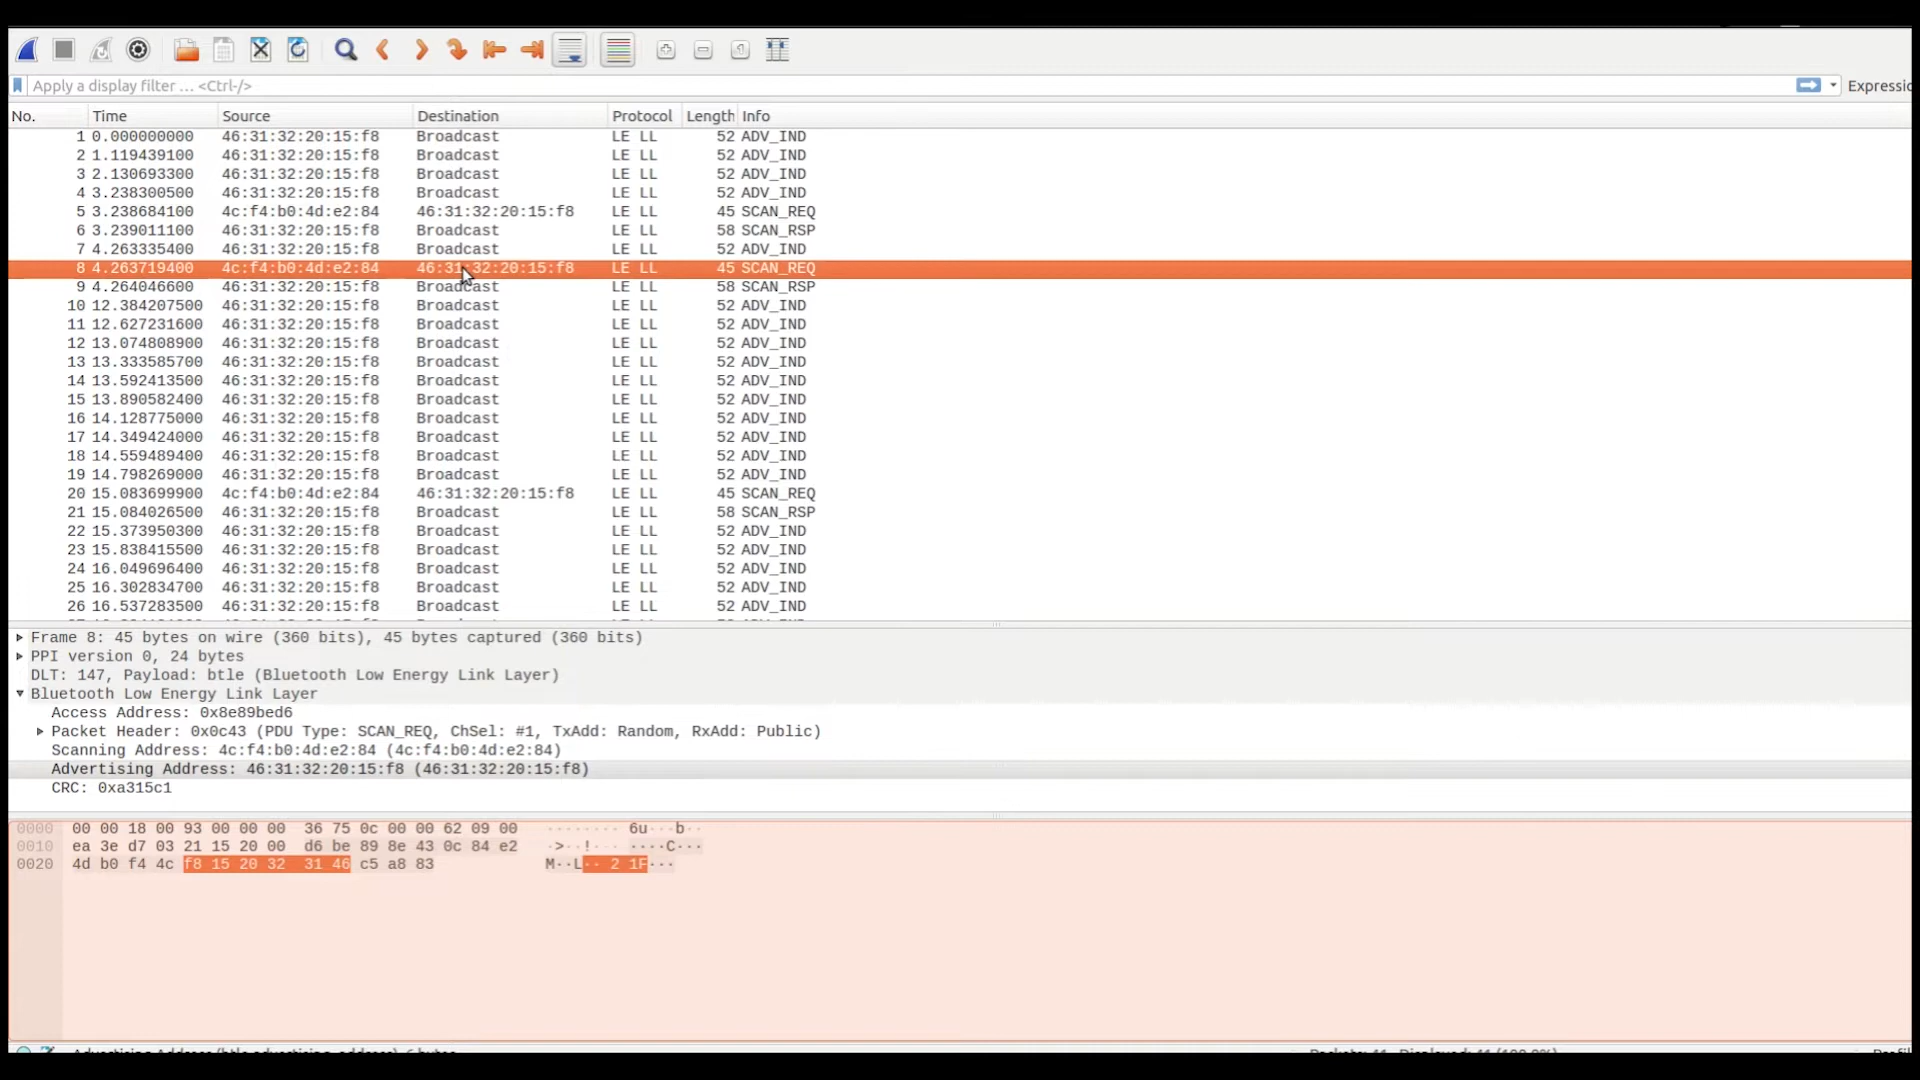 Apply a display filter … <Ctrl-/> Expressio
No. Time Source Destination Protocol Length Info
1 0.000000000 46:31:32:20:15:f8 Broadcast LE LL 52 ADV_IND
2 1.119439100 46:31:32:20:15:f8 Broadcast LE LL 52 ADV_IND
3 2.130693300 46:31:32:20:15:f8 Broadcast LE LL 52 ADV_IND
4 3.238300500 46:31:32:20:15:f8 Broadcast LE LL 52 ADV_IND
5 3.238684100 4c:f4:b0:4d:e2:84 46:31:32:20:15:f8 LE LL 45 SCAN_REQ
6 3.239011100 46:31:32:20:15:f8 Broadcast LE LL 58 SCAN_RSP
7 4.263335400 46:31:32:20:15:f8 Broadcast LE LL 52 ADV_IND
8 4.263719400 4c:f4:b0:4d:e2:84 46:31:32:20:15:f8 LE LL 45 SCAN_REQ
9 4.264046600 46:31:32:20:15:f8 Broadcast LE LL 58 SCAN_RSP
10 12.384207500 46:31:32:20:15:f8 Broadcast LE LL 52 ADV_IND
11 12.627231600 46:31:32:20:15:f8 Broadcast LE LL 52 ADV_IND
12 13.074808900 46:31:32:20:15:f8 Broadcast LE LL 52 ADV_IND
13 13.333585700 46:31:32:20:15:f8 Broadcast LE LL 52 ADV_IND
14 13.592413500 46:31:32:20:15:f8 Broadcast LE LL 52 ADV_IND
15 13.890582400 46:31:32:20:15:f8 Broadcast LE LL 52 ADV_IND
16 14.128775000 46:31:32:20:15:f8 Broadcast LE LL 52 ADV_IND
17 14.349424000 46:31:32:20:15:f8 Broadcast LE LL 52 ADV_IND
18 14.559489400 46:31:32:20:15:f8 Broadcast LE LL 52 ADV_IND
19 14.798269000 46:31:32:20:15:f8 Broadcast LE LL 52 ADV_IND
20 15.083699900 4c:f4:b0:4d:e2:84 46:31:32:20:15:f8 LE LL 45 SCAN_REQ
21 15.084026500 46:31:32:20:15:f8 Broadcast LE LL 58 SCAN_RSP
22 15.373950300 46:31:32:20:15:f8 Broadcast LE LL 52 ADV_IND
23 15.838415500 46:31:32:20:15:f8 Broadcast LE LL 52 ADV_IND
24 16.049696400 46:31:32:20:15:f8 Broadcast LE LL 52 ADV_IND
25 16.302834700 46:31:32:20:15:f8 Broadcast LE LL 52 ADV_IND
26 16.537283500 46:31:32:20:15:f8 Broadcast LE LL 52 ADV_IND
Frame 8: 45 bytes on wire (360 bits), 45 bytes captured (360 bits)
PPI version 0, 24 bytes
DLT: 147, Payload: btle (Bluetooth Low Energy Link Layer)
Bluetooth Low Energy Link Layer
Access Address: 0x8e89bed6
Packet Header: 0x0c43 (PDU Type: SCAN_REQ, ChSel: #1, TxAdd: Random, RxAdd: Public)
Scanning Address: 4c:f4:b0:4d:e2:84 (4c:f4:b0:4d:e2:84)
Advertising Address: 46:31:32:20:15:f8 (46:31:32:20:15:f8)
CRC: 0xa315c1
0000 00 00 18 00 93 00 00 00 36 75 0c 00 00 62 09 00 ········ 6u···b··
0010 ea 3e d7 03 21 15 20 00 d6 be 89 8e 43 0c 84 e2 ·>··!· · ····C···
0020 4d b0 f4 4c f8 15 20 32 31 46 c5 a8 83 M··L·· 2 1F···